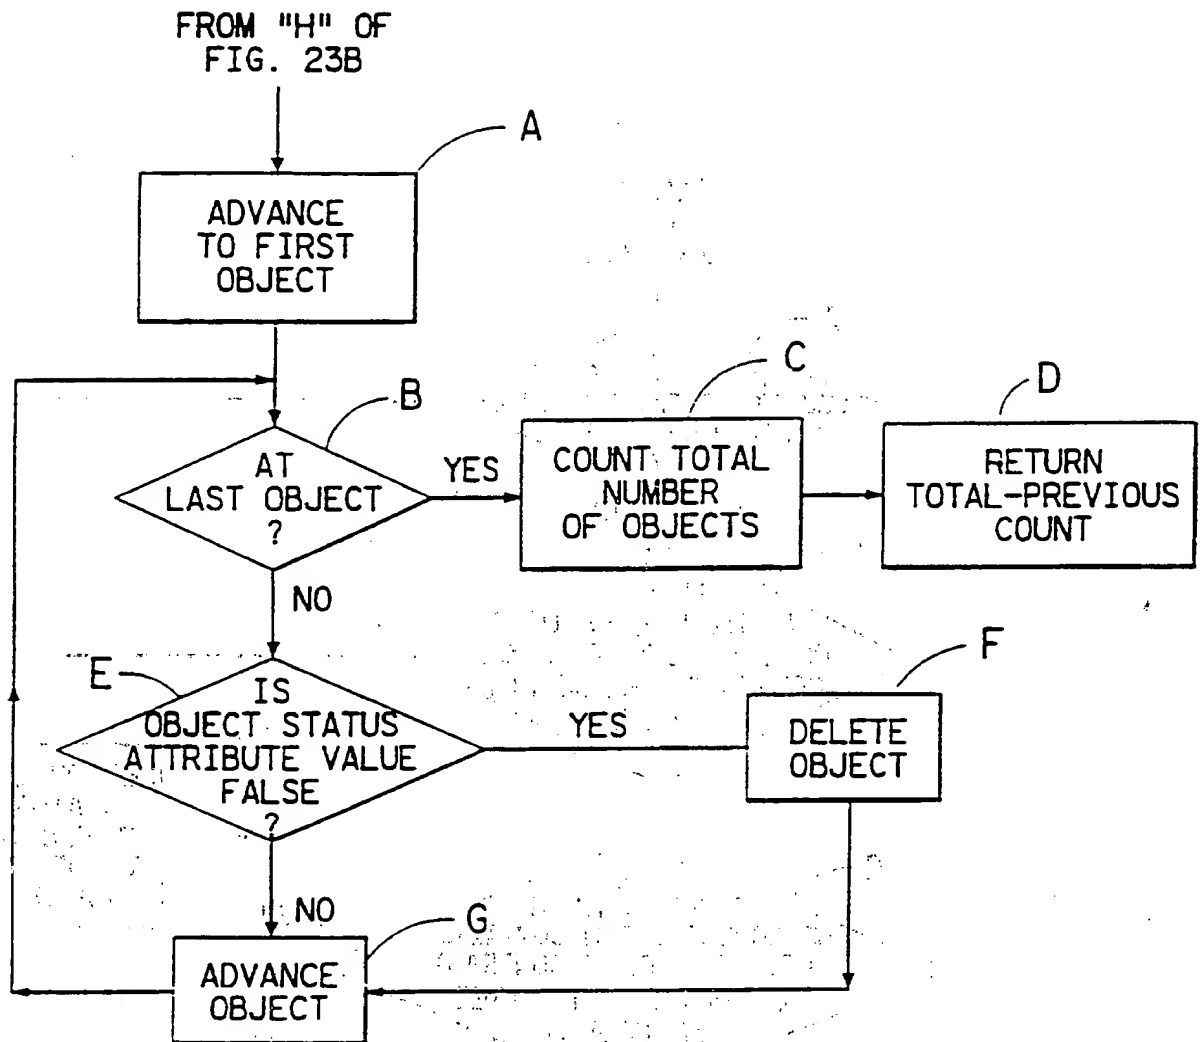 FROM "H" OF
FIG. 23B
A
ADVANCE
TO FIRST
OBJECT
B
AT
LAST OBJECT
?
YES
C
COUNT TOTAL
NUMBER
OF OBJECTS
D
RETURN
TOTAL-PREVIOUS
COUNT
NO
E
IS
OBJECT STATUS
ATTRIBUTE VALUE
FALSE
?
YES
F
DELETE
OBJECT
NO
G
ADVANCE
OBJECT